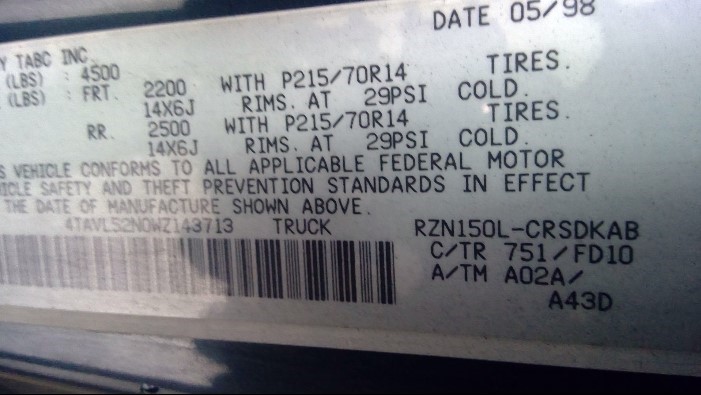 DATE 05/98
Y TABC INC.
(LBS) : 4500
(LBS) : FRT. 2200 WITH P215/70R14 TIRES.
14X6J RIMS. AT 29PSI COLD.
RR. 2500 WITH P215/70R14 TIRES.
14X6J RIMS. AT 29PSI COLD.
S VEHICLE CONFORMS TO ALL APPLICABLE FEDERAL MOTOR
ICLE SAFETY AND THEFT PREVENTION STANDARDS IN EFFECT
THE DATE OF MANUFACTURE SHOWN ABOVE.
4TAVL52N0WZ143713 TRUCK RZN150L-CRSDKAB
C/TR 751/FD10
A/TM A02A/
A43D